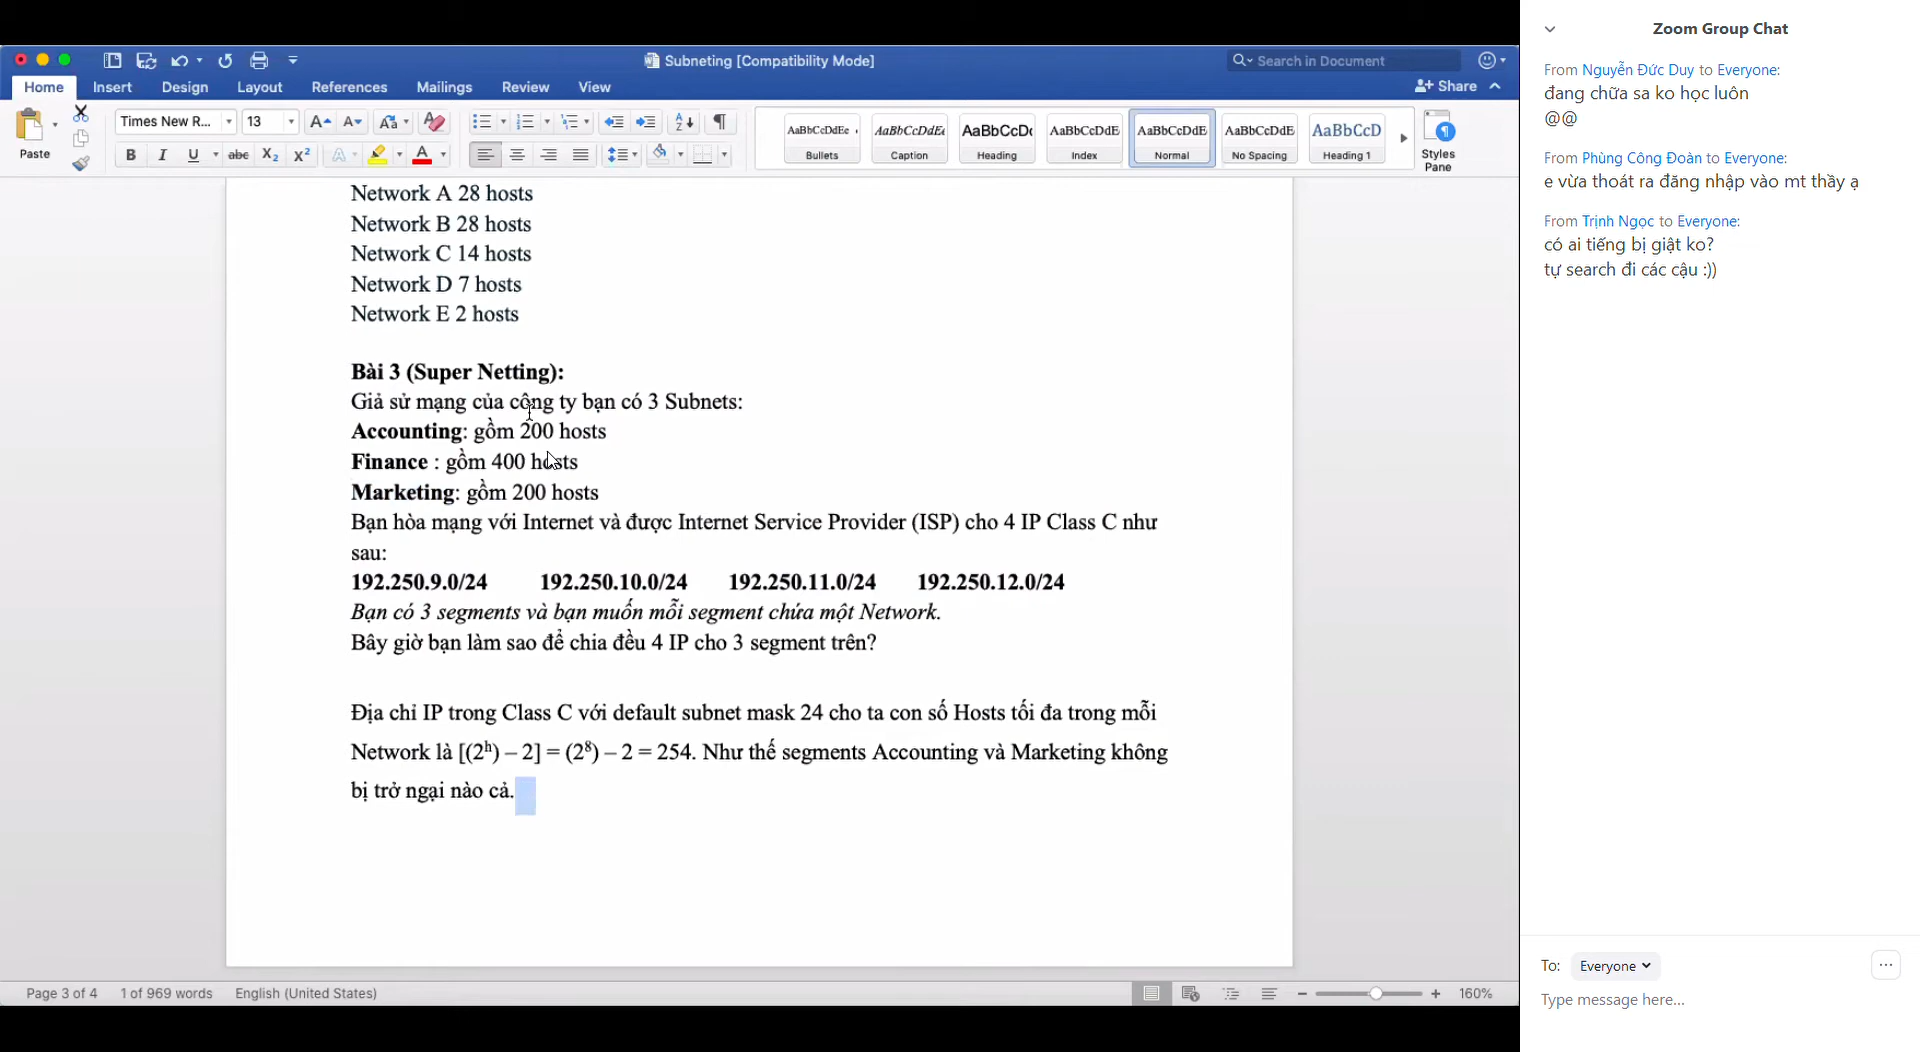 Subneting [Compatibility Mode]
Search in Document
Home Insert Design Layout References Mailings Review View
Share
Paste
Times New R... 13
AaBbCcDdEe AaBbCcDdEe AaBbCcDc AaBbCcDdE AaBbCcDdE AaBbCcDdE AaBbCcD
Bullets Caption Heading Index Normal No Spacing Heading 1
Styles
Pane
Network A 28 hosts
Network B 28 hosts
Network C 14 hosts
Network D 7 hosts
Network E 2 hosts
Bài 3 (Super Netting):
Giả sử mạng của công ty bạn có 3 Subnets:
Accounting: gồm 200 hosts
Finance : gồm 400 hosts
Marketing: gồm 200 hosts
Bạn hòa mạng với Internet và được Internet Service Provider (ISP) cho 4 IP Class C như
sau:
192.250.9.0/24 192.250.10.0/24 192.250.11.0/24 192.250.12.0/24
Bạn có 3 segments và bạn muốn mỗi segment chứa một Network.
Bây giờ bạn làm sao để chia đều 4 IP cho 3 segment trên?
Địa chỉ IP trong Class C với default subnet mask 24 cho ta con số Hosts tối đa trong mỗi
Network là [(2ʰ) – 2] = (2⁸) – 2 = 254. Như thế segments Accounting và Marketing không
bị trở ngại nào cả.
Page 3 of 4 1 of 969 words English (United States)
160%
Zoom Group Chat
From Nguyễn Đức Duy to Everyone:
đang chữa sa ko học luôn
@@
From Phùng Công Đoàn to Everyone:
e vừa thoát ra đăng nhập vào mt thầy ạ
From Trịnh Ngọc to Everyone:
có ai tiếng bị giật ko?
tự search đi các cậu :))
To: Everyone
Type message here...